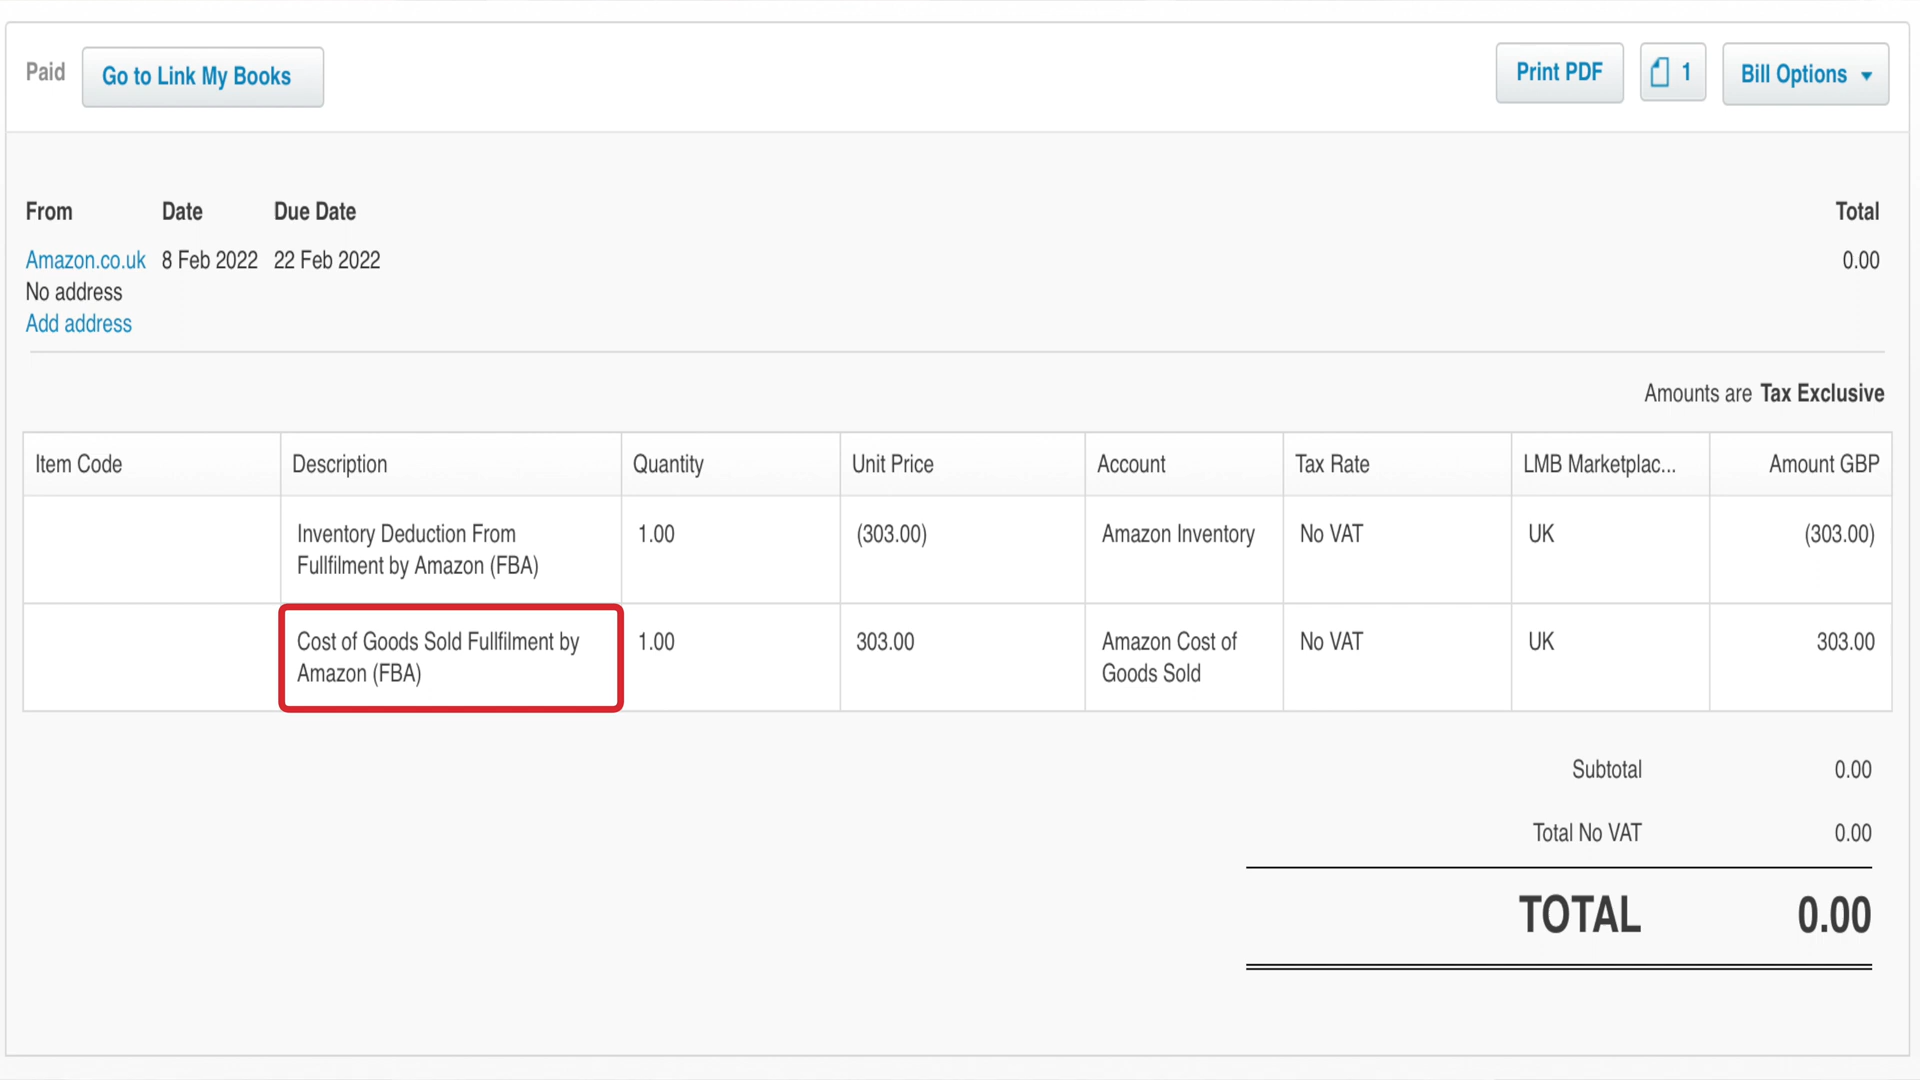 Paid
Go to Link My Books
Print PDF
1
Bill Options
From Date Due Date Total
Amazon.co.uk 8 Feb 2022 22 Feb 2022 0.00
No address
Add address
Amounts are Tax Exclusive
Item Code Description Quantity Unit Price Account Tax Rate LMB Marketplac... Amount GBP
Inventory Deduction From 1.00 (303.00) Amazon Inventory No VAT UK (303.00)
Fullfilment by Amazon (FBA)
Cost of Goods Sold Fullfilment by 1.00 303.00 Amazon Cost of No VAT UK 303.00
Amazon (FBA) Goods Sold
Subtotal 0.00
Total No VAT 0.00
TOTAL 0.00